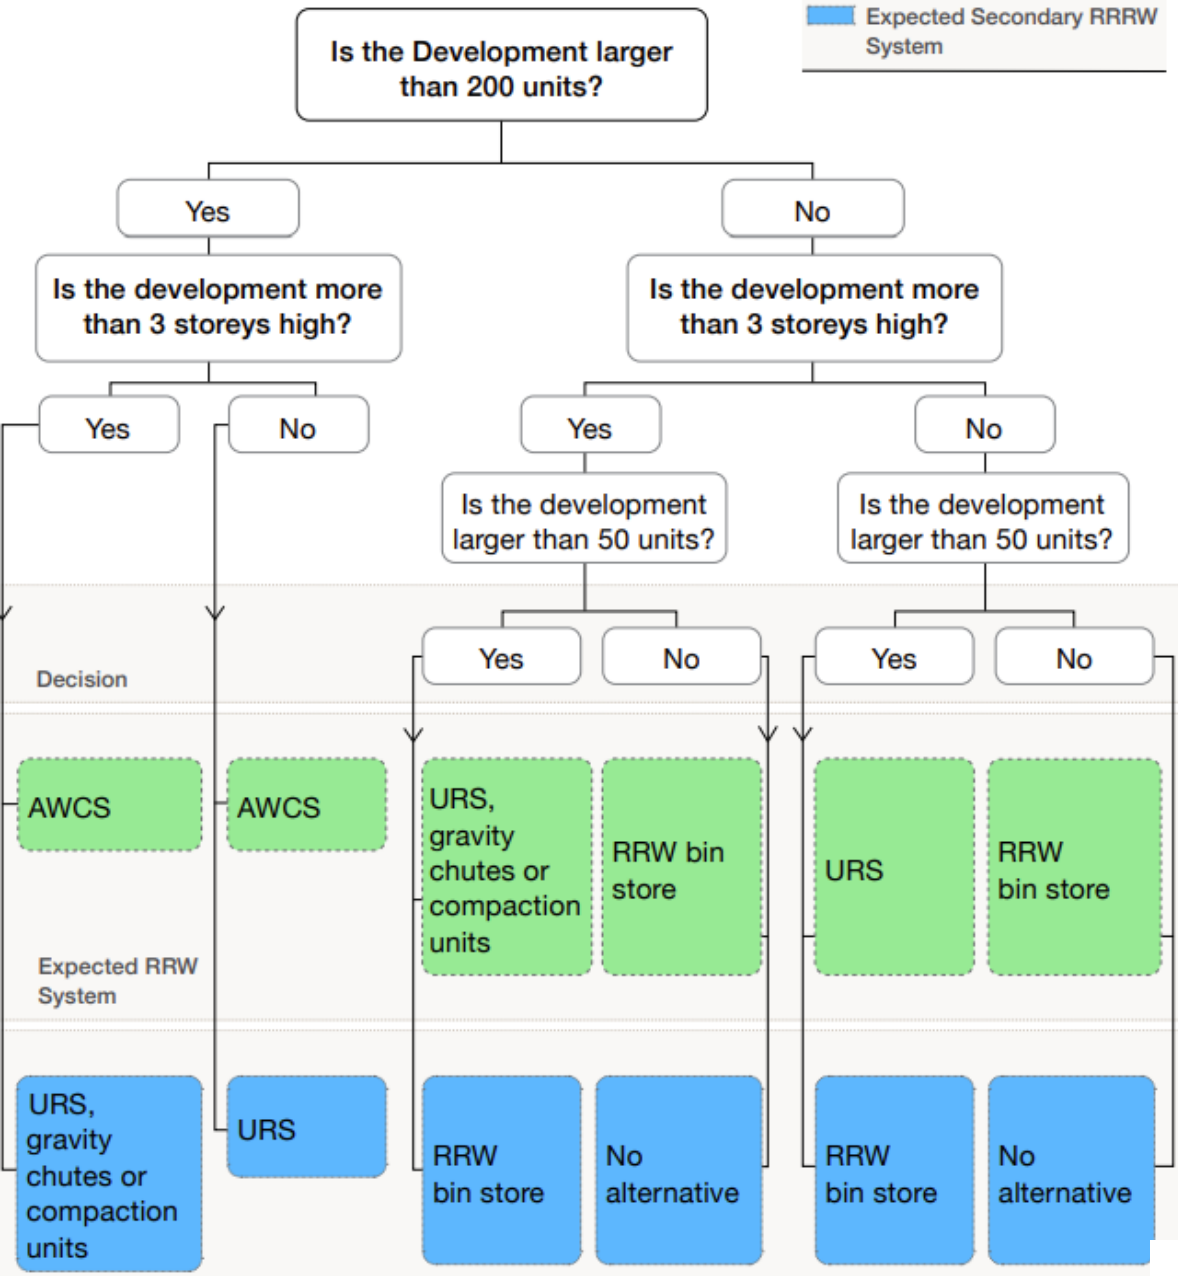 Expected Secondary RRRW
System
Is the Development larger
than 200 units?
Yes
No
Is the development more
than 3 storeys high?
Is the development more
than 3 storeys high?
Yes
No
Yes
No
Is the development
larger than 50 units?
Is the development
larger than 50 units?
Yes
No
Yes
No
Decision
AWCS
AWCS
URS,
gravity
chutes or
compaction
units
RRW bin
store
URS
RRW
bin store
Expected RRW
System
URS,
gravity
chutes or
compaction
units
URS
RRW
bin store
No
alternative
RRW
bin store
No
alternative